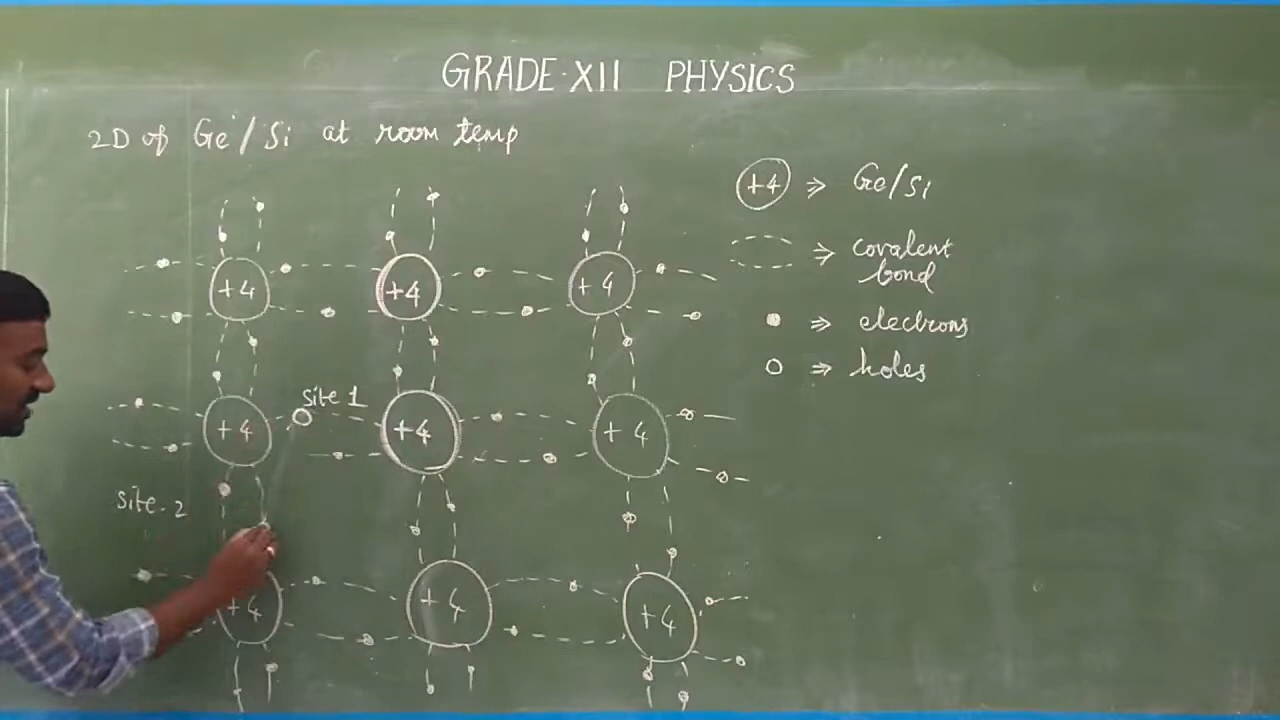 GRADE-XII PHYSICS
2D of Ge/Si at room temp
+4 ⇒ Ge/Si
⇒ covalent
bond
⇒ electrons
⇒ holes
+4 +4 +4
site 1
+4 +4 +4
site-2
+4 +4 +4